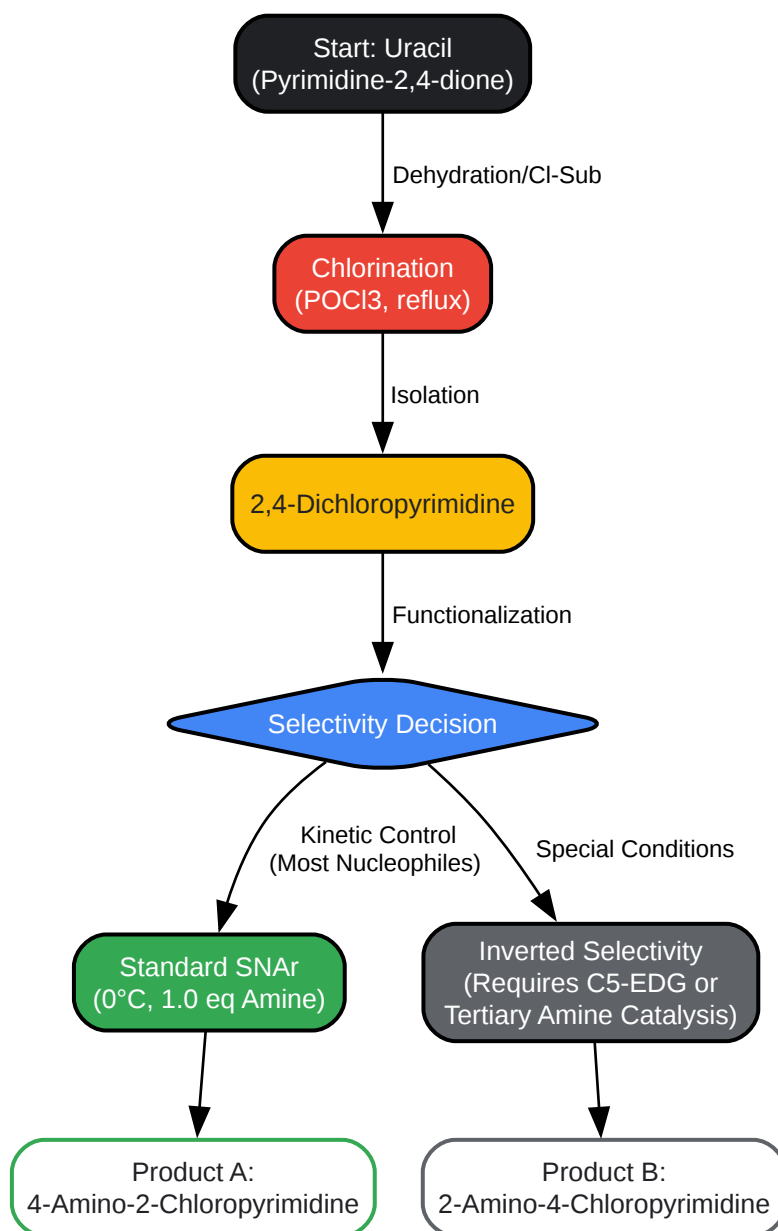 Start: Uracil
(Pyrimidine-2,4-dione)
Dehydration/Cl-Sub
Chlorination
(POCl3, reflux)
Isolation
2,4-Dichloropyrimidine
Functionalization
Selectivity Decision
Kinetic Control
(Most Nucleophiles)
Special Conditions
Standard SNAr
(0°C, 1.0 eq Amine)
Inverted Selectivity
(Requires C5-EDG or
Tertiary Amine Catalysis)
Product A:
4-Amino-2-Chloropyrimidine
Product B:
2-Amino-4-Chloropyrimidine